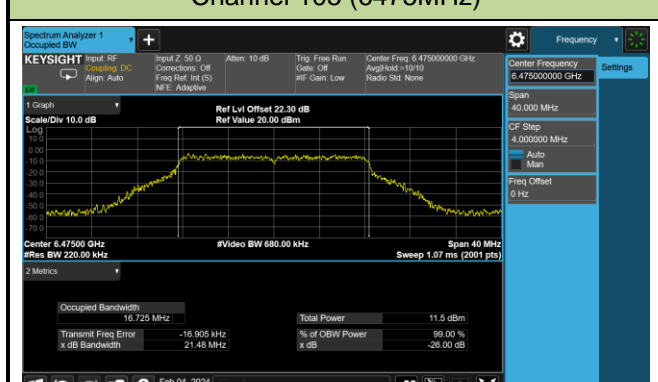 Channel 105 (6475MHz)
Spectrum Analyzer 1
Occupied BW
+
Frequency
KEYSIGHT
Input: RF
Coupling: DC
Align: Auto
Input Z: 50 Ω
Corrections: Off
Freq Ref: Int (S)
NFE: Adaptive
Atten: 10 dB
Trig: Free Run
Gate: Off
#IF Gain: Low
Center Freq: 6.475000000 GHz
Avg|Hold:>10/10
Radio Std: None
Center Frequency
6.475000000 GHz
Settings
Span
40.000 MHz
CF Step
4.000000 MHz
Auto
Man
Freq Offset
0 Hz
1 Graph
Scale/Div 10.0 dB
Ref Lvl Offset 22.30 dB
Ref Value 20.00 dBm
Log
10.0
0.00
-10.0
-20.0
-30.0
-40.0
-50.0
-60.0
-70.0
Center 6.47500 GHz
#Res BW 220.00 kHz
#Video BW 680.00 kHz
Span 40 MHz
Sweep 1.07 ms (2001 pts)
2 Metrics
Occupied Bandwidth
16.725 MHz
Total Power 11.5 dBm
Transmit Freq Error -16.905 kHz
% of OBW Power 99.00 %
x dB Bandwidth 21.48 MHz
x dB -26.00 dB
Feb 04, 2024